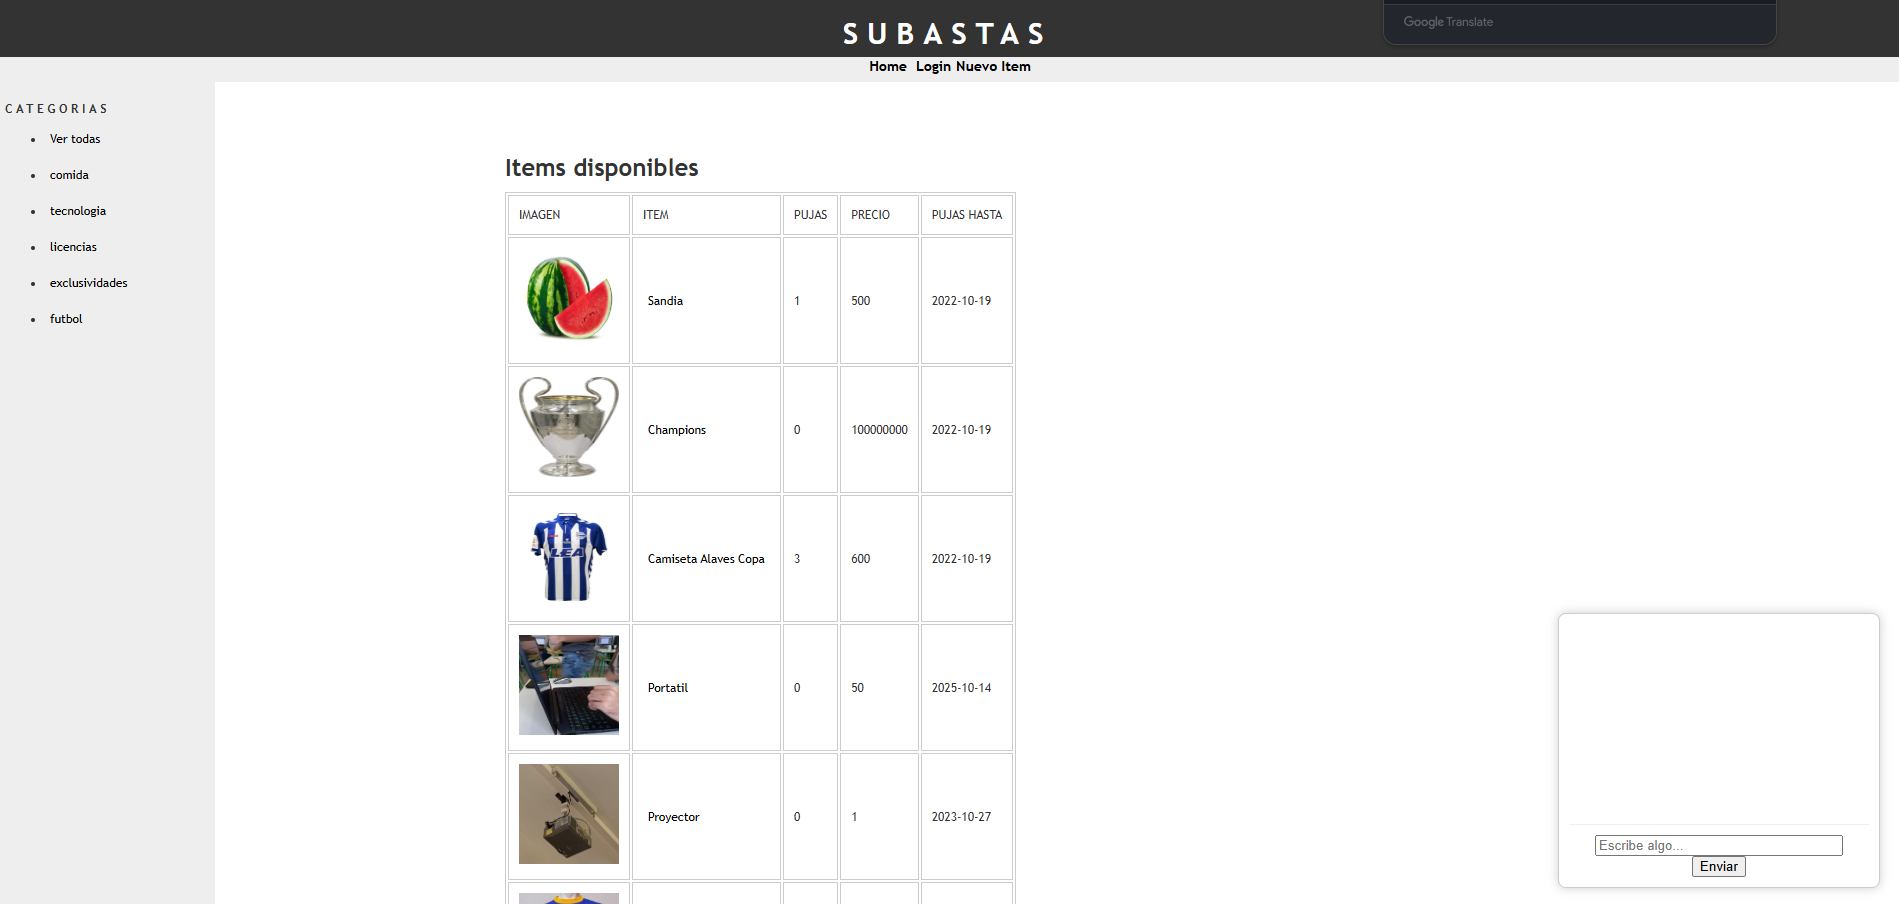 SUBASTAS
Google Translate
Home Login Nuevo Item
CATEGORIAS
Ver todas
comida
tecnologia
licencias
exclusividades
futbol
Items disponibles
IMAGEN ITEM PUJAS PRECIO PUJAS HASTA
Sandia 1 500 2022-10-19
Champions 0 100000000 2022-10-19
LEA
Camiseta Alaves Copa 3 600 2022-10-19
Portatil 0 50 2025-10-14
Proyector 0 1 2023-10-27
Escribe algo...
Enviar